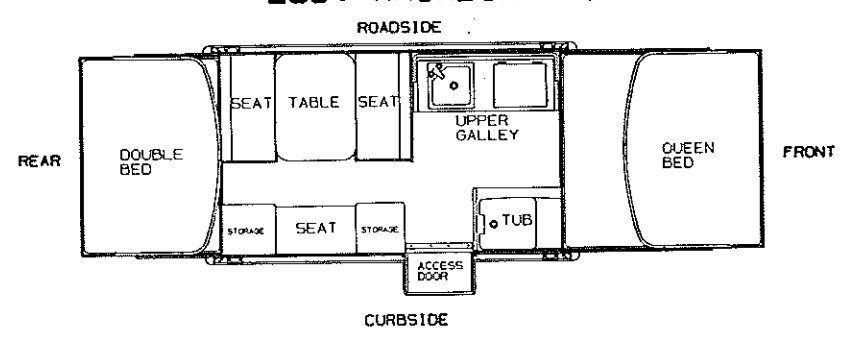 ROADSIDE
SEAT TABLE SEAT
UPPER
GALLEY
REAR
DOUBLE
BED
QUEEN
BED
FRONT
STORAGE SEAT STORAGE
TUB
ACCESS
DOOR
CURBSIDE